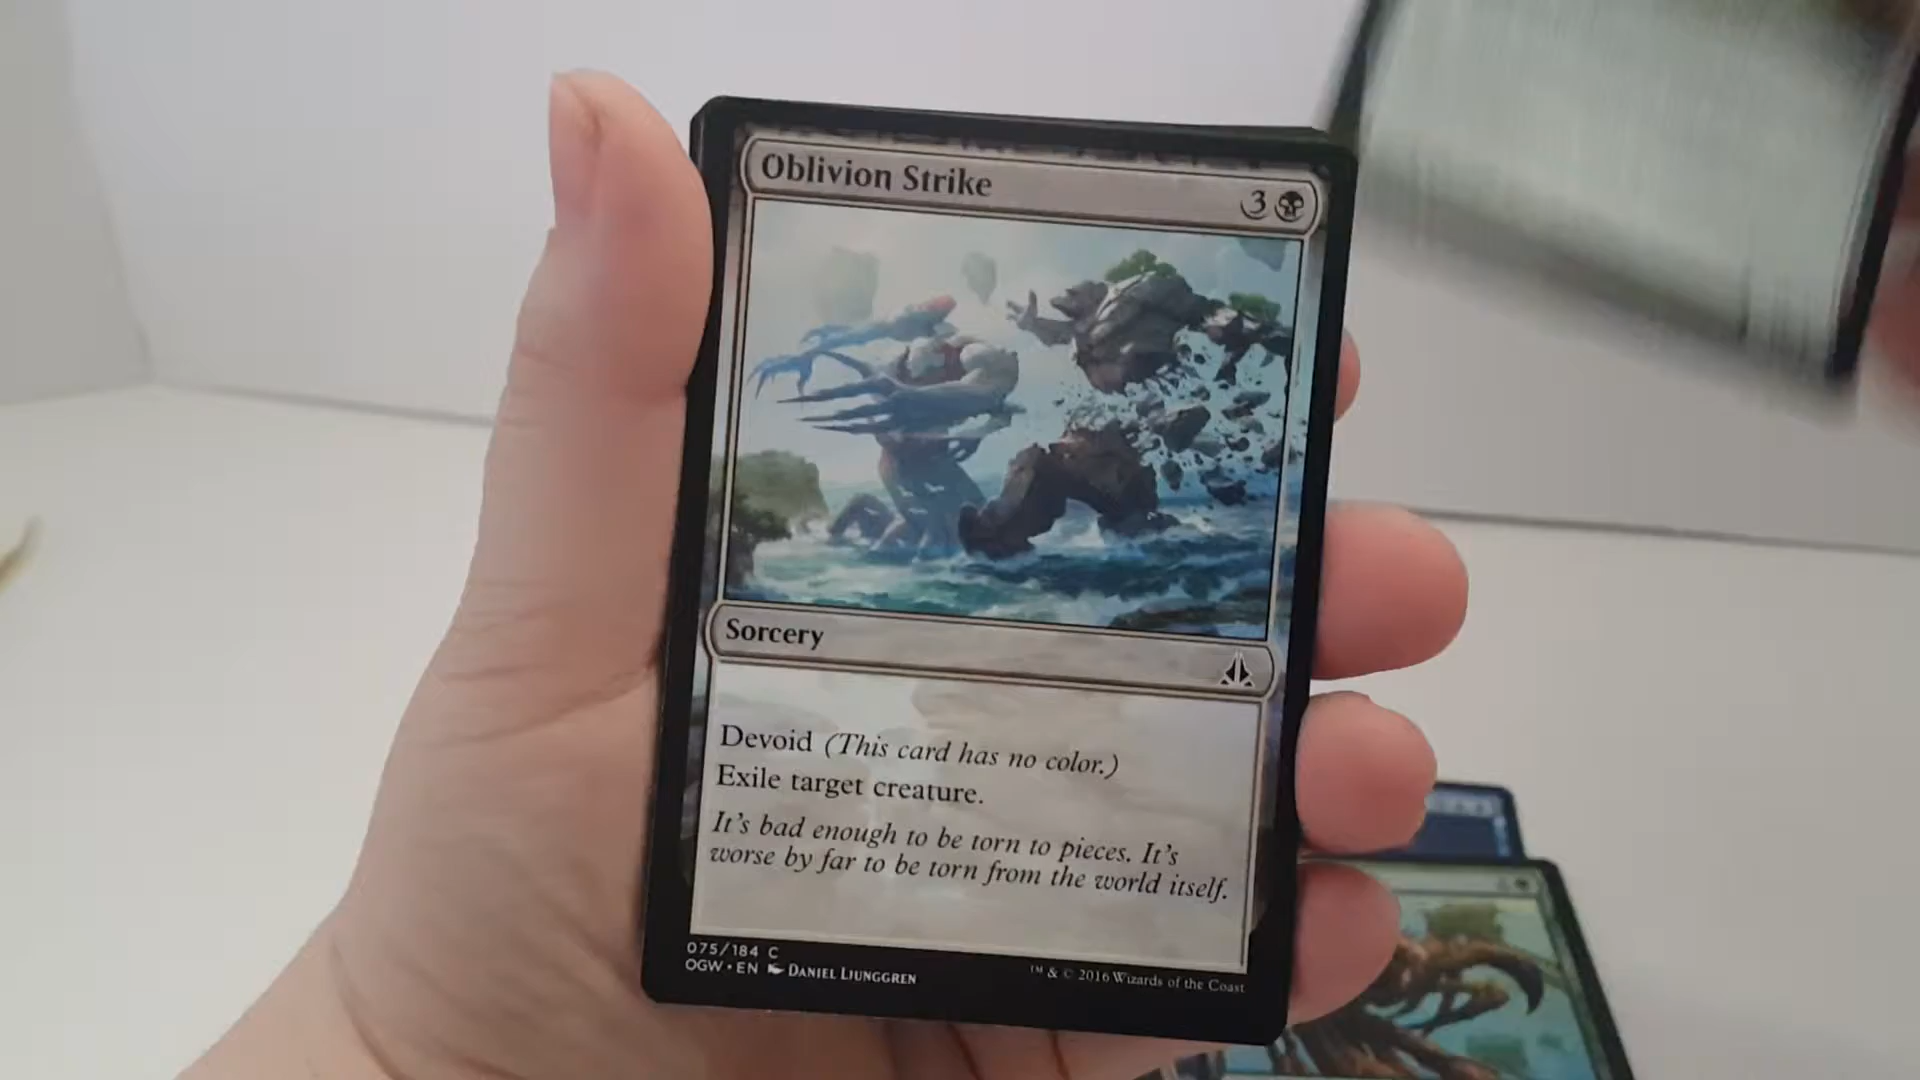 Oblivion Strike
3
Sorcery
Devoid (This card has no color.)
Exile target creature.
It's bad enough to be torn to pieces. It's
worse by far to be torn from the world itself.
075/184 C
OGW • EN Daniel Ljunggren
™ & © 2016 Wizards of the Coast